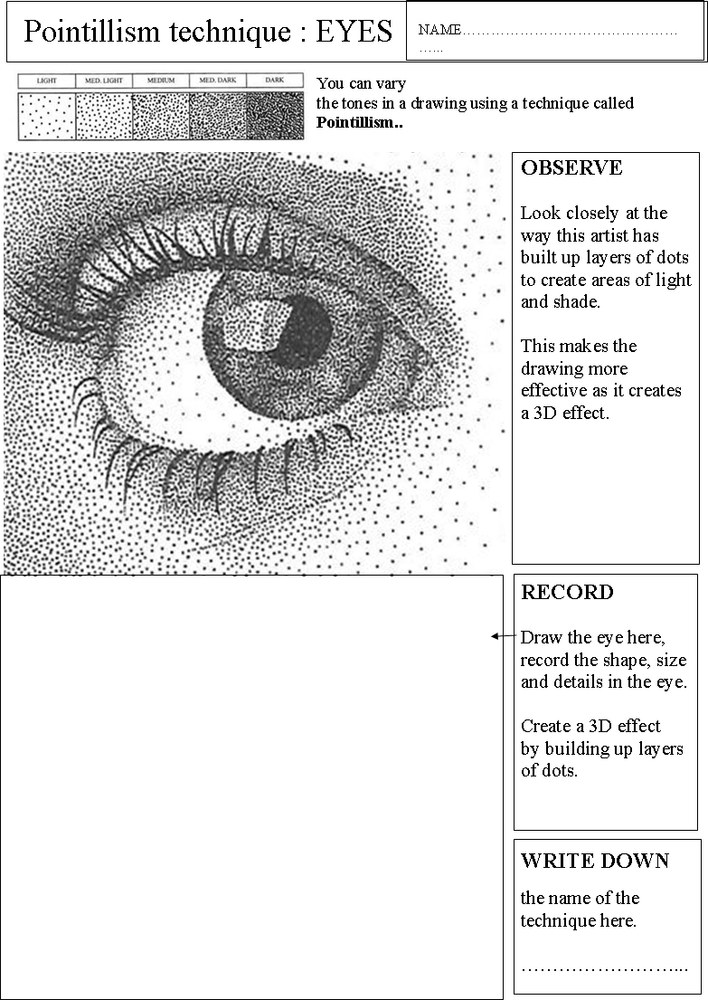 Pointillism technique : EYES
NAME………………………………………
…...
LIGHT MED. LIGHT MEDIUM MED. DARK DARK
You can vary
the tones in a drawing using a technique called
Pointillism..
OBSERVE
Look closely at the
way this artist has
built up layers of dots
to create areas of light
and shade.
This makes the
drawing more
effective as it creates
a 3D effect.
RECORD
Draw the eye here,
record the shape, size
and details in the eye.
Create a 3D effect
by building up layers
of dots.
WRITE DOWN
the name of the
technique here.
……………………...